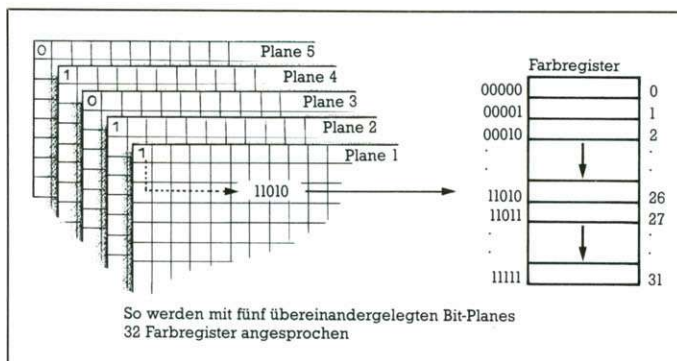 0
Plane 5
1
Plane 4
0
Plane 3
1
Plane 2
1
Plane 1
11010
Farbregister
00000 0
00001 1
00010 2
. .
. .
11010 26
11011 27
. .
. .
11111 31
So werden mit fünf übereinandergelegten Bit-Planes
32 Farbregister angesprochen